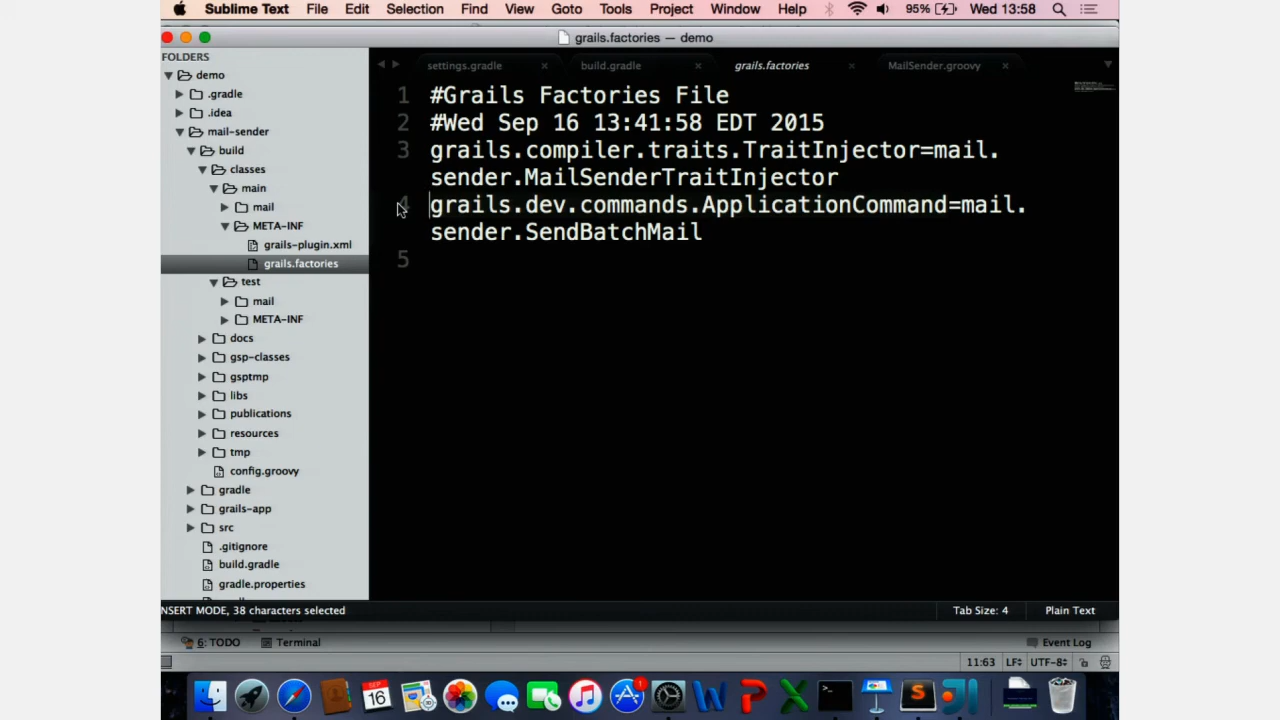 Sublime Text File Edit Selection Find View Goto Tools Project Window Help 95% Wed 13:58
grails.factories — demo
FOLDERS
demo
.gradle
.idea
mail-sender
build
classes
main
mail
META-INF
grails-plugin.xml
grails.factories
test
mail
META-INF
docs
gsp-classes
gsptmp
libs
publications
resources
tmp
config.groovy
gradle
grails-app
src
.gitignore
build.gradle
gradle.properties
settings.gradle × build.gradle × grails.factories × MailSender.groovy ×
1 #Grails Factories File
2 #Wed Sep 16 13:41:58 EDT 2015
3 grails.compiler.traits.TraitInjector=mail.
sender.MailSenderTraitInjector
4 grails.dev.commands.ApplicationCommand=mail.
sender.SendBatchMail
5
NSERT MODE, 38 characters selected Tab Size: 4 Plain Text
6: TODO Terminal Event Log
11:63 LF÷ UTF-8÷
SEP
16
1